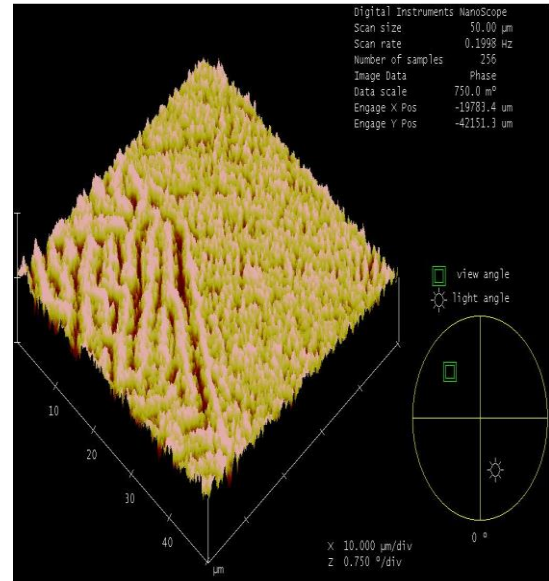 Digital Instruments NanoScope
Scan size 50.00 µm
Scan rate 0.1998 Hz
Number of samples 256
Image Data Phase
Data scale 750.0 mº
Engage X Pos -19783.4 um
Engage Y Pos -42151.3 um
view angle
light angle
10
20
30
40
µm
X 10.000 µm/div
Z 0.750 º/div
0 º